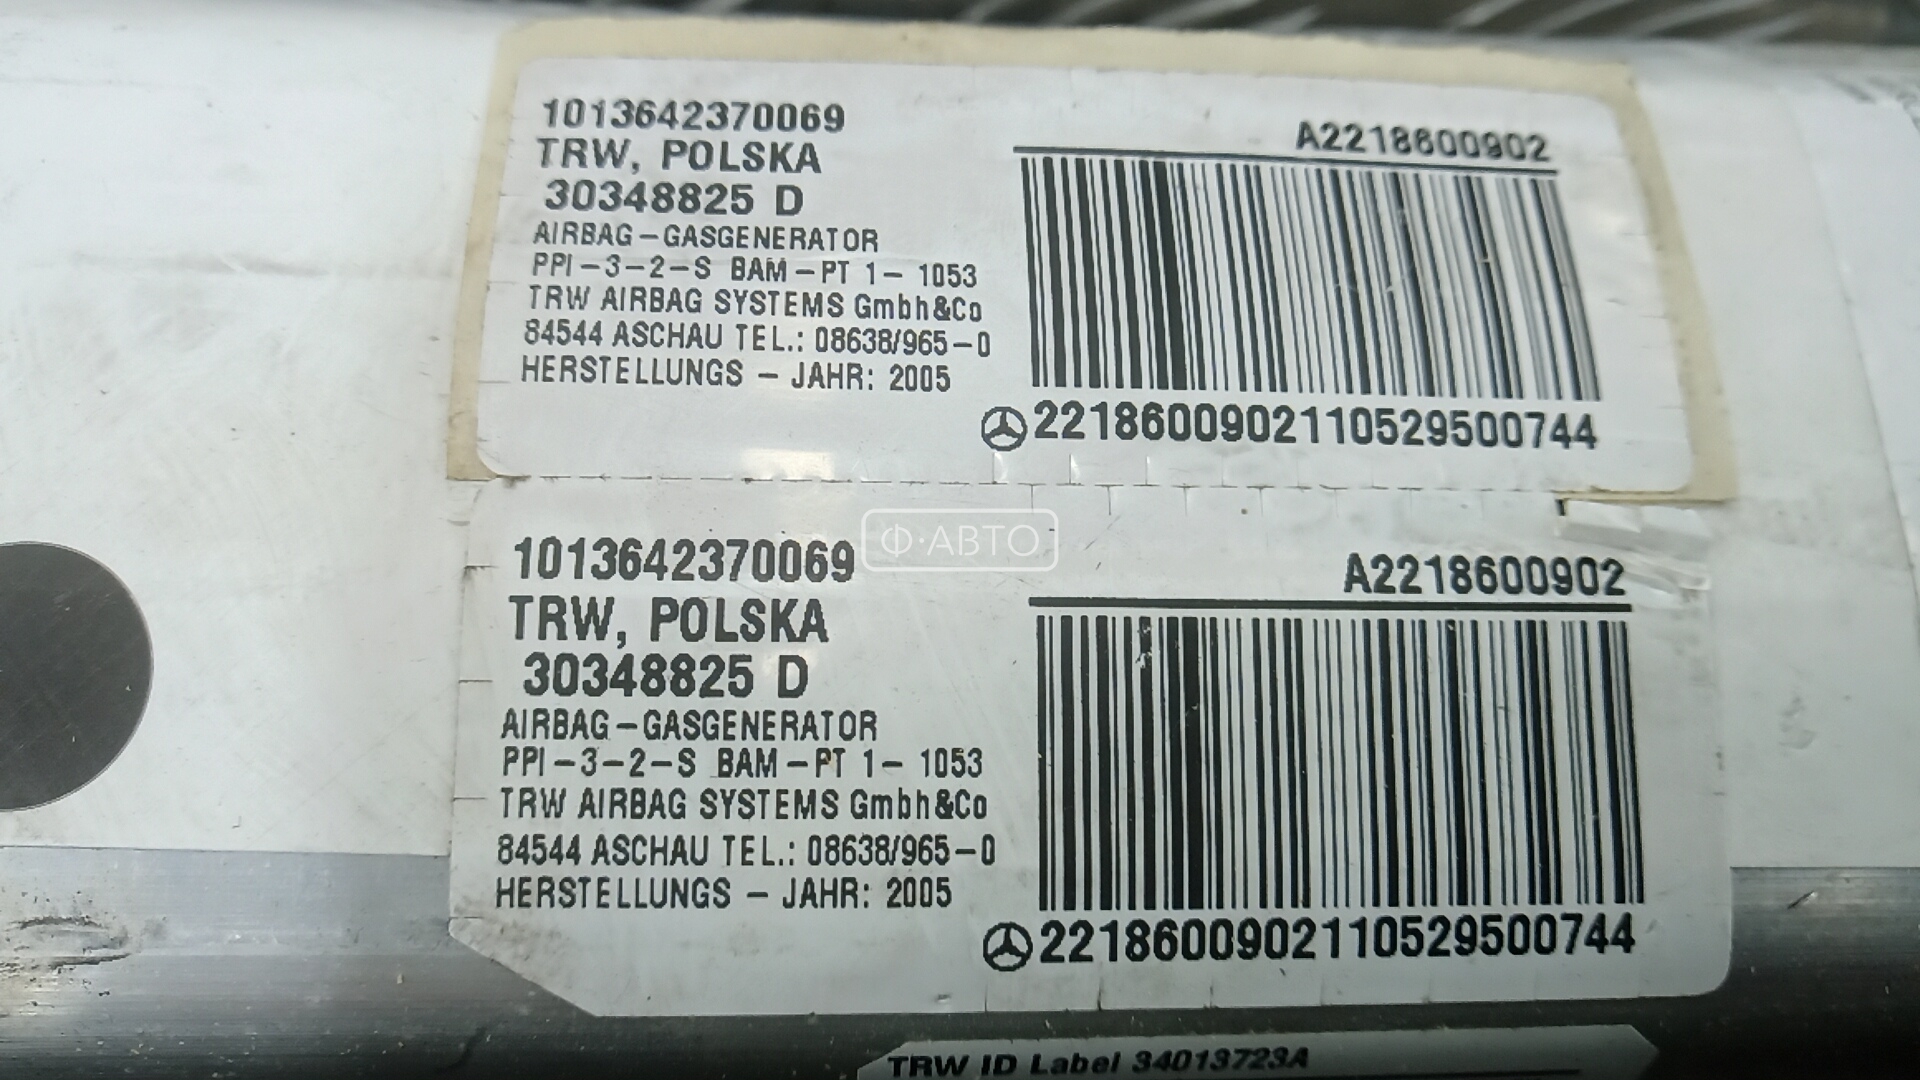 1013642370069
TRW, POLSKA
30348825 D
AIRBAG-GASGENERATOR
PPI-3-2-S BAM-PT 1- 1053
TRW AIRBAG SYSTEMS Gmbh&Co
84544 ASCHAU TEL.: 08638/965-0
HERSTELLUNGS - JAHR: 2005
A2218600902
2218600902110529500744
Ф·АВТО
1013642370069
TRW, POLSKA
30348825 D
AIRBAG-GASGENERATOR
PPI-3-2-S BAM-PT 1- 1053
TRW AIRBAG SYSTEMS Gmbh&Co
84544 ASCHAU TEL.: 08638/965-0
HERSTELLUNGS - JAHR: 2005
A2218600902
2218600902110529500744
TRW ID Label 34013723A